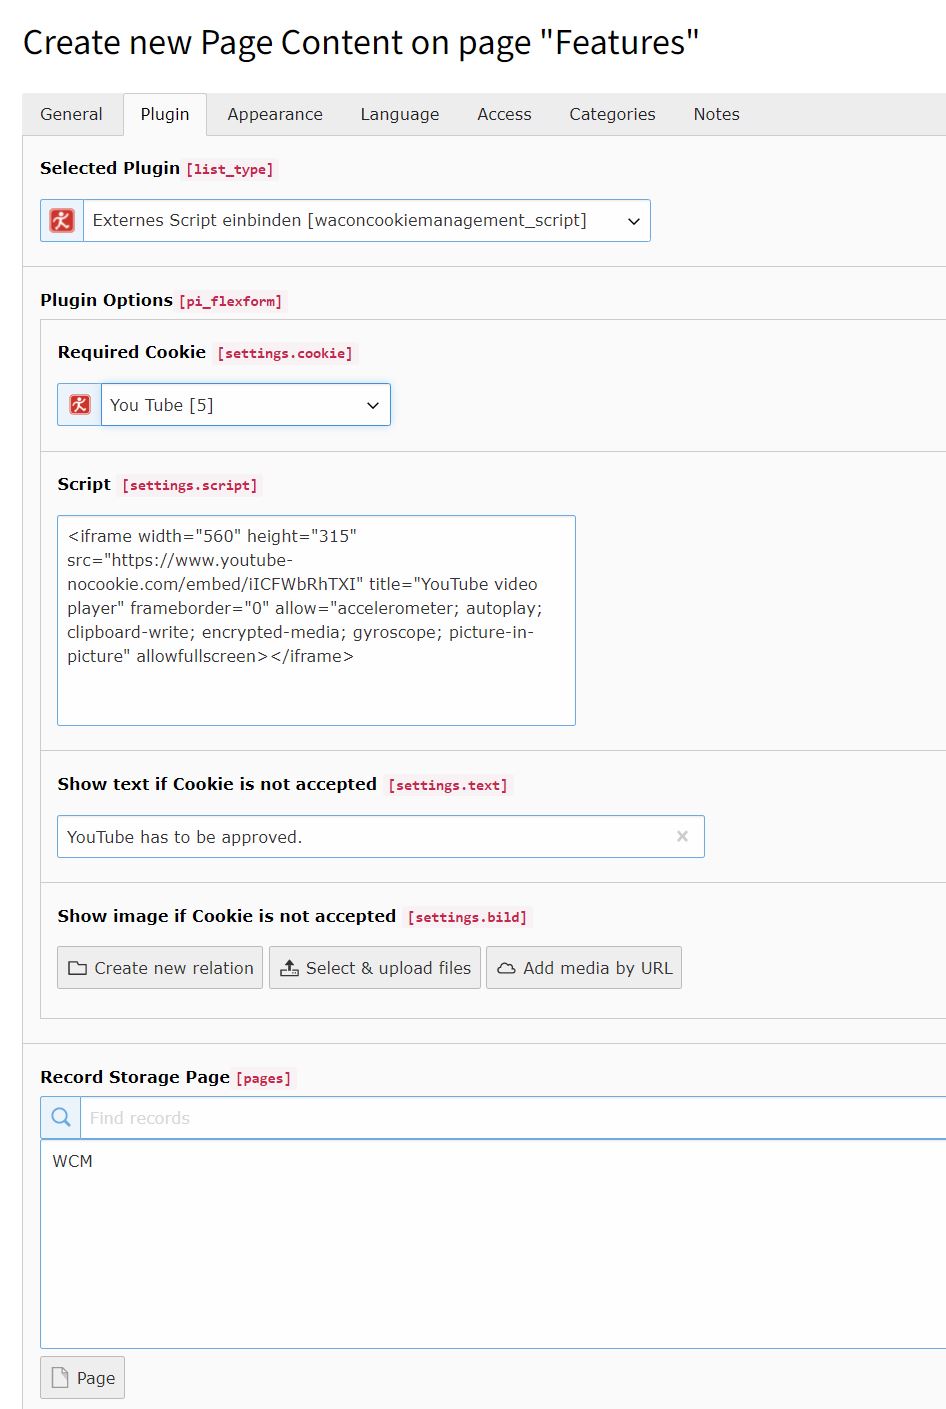 Create new Page Content on page "Features"
General Plugin Appearance Language Access Categories Notes
Selected Plugin [list_type]
Externes Script einbinden [waconcookiemanagement_script]
Plugin Options [pi_flexform]
Required Cookie [settings.cookie]
You Tube [5]
Script [settings.script]
<iframe width="560" height="315"
src="https://www.youtube-
nocookie.com/embed/iICFWbRhTXI" title="YouTube video
player" frameborder="0" allow="accelerometer; autoplay;
clipboard-write; encrypted-media; gyroscope; picture-in-
picture" allowfullscreen></iframe>
Show text if Cookie is not accepted [settings.text]
YouTube has to be approved.
Show image if Cookie is not accepted [settings.bild]
Create new relation Select & upload files Add media by URL
Record Storage Page [pages]
Find records
WCM
Page